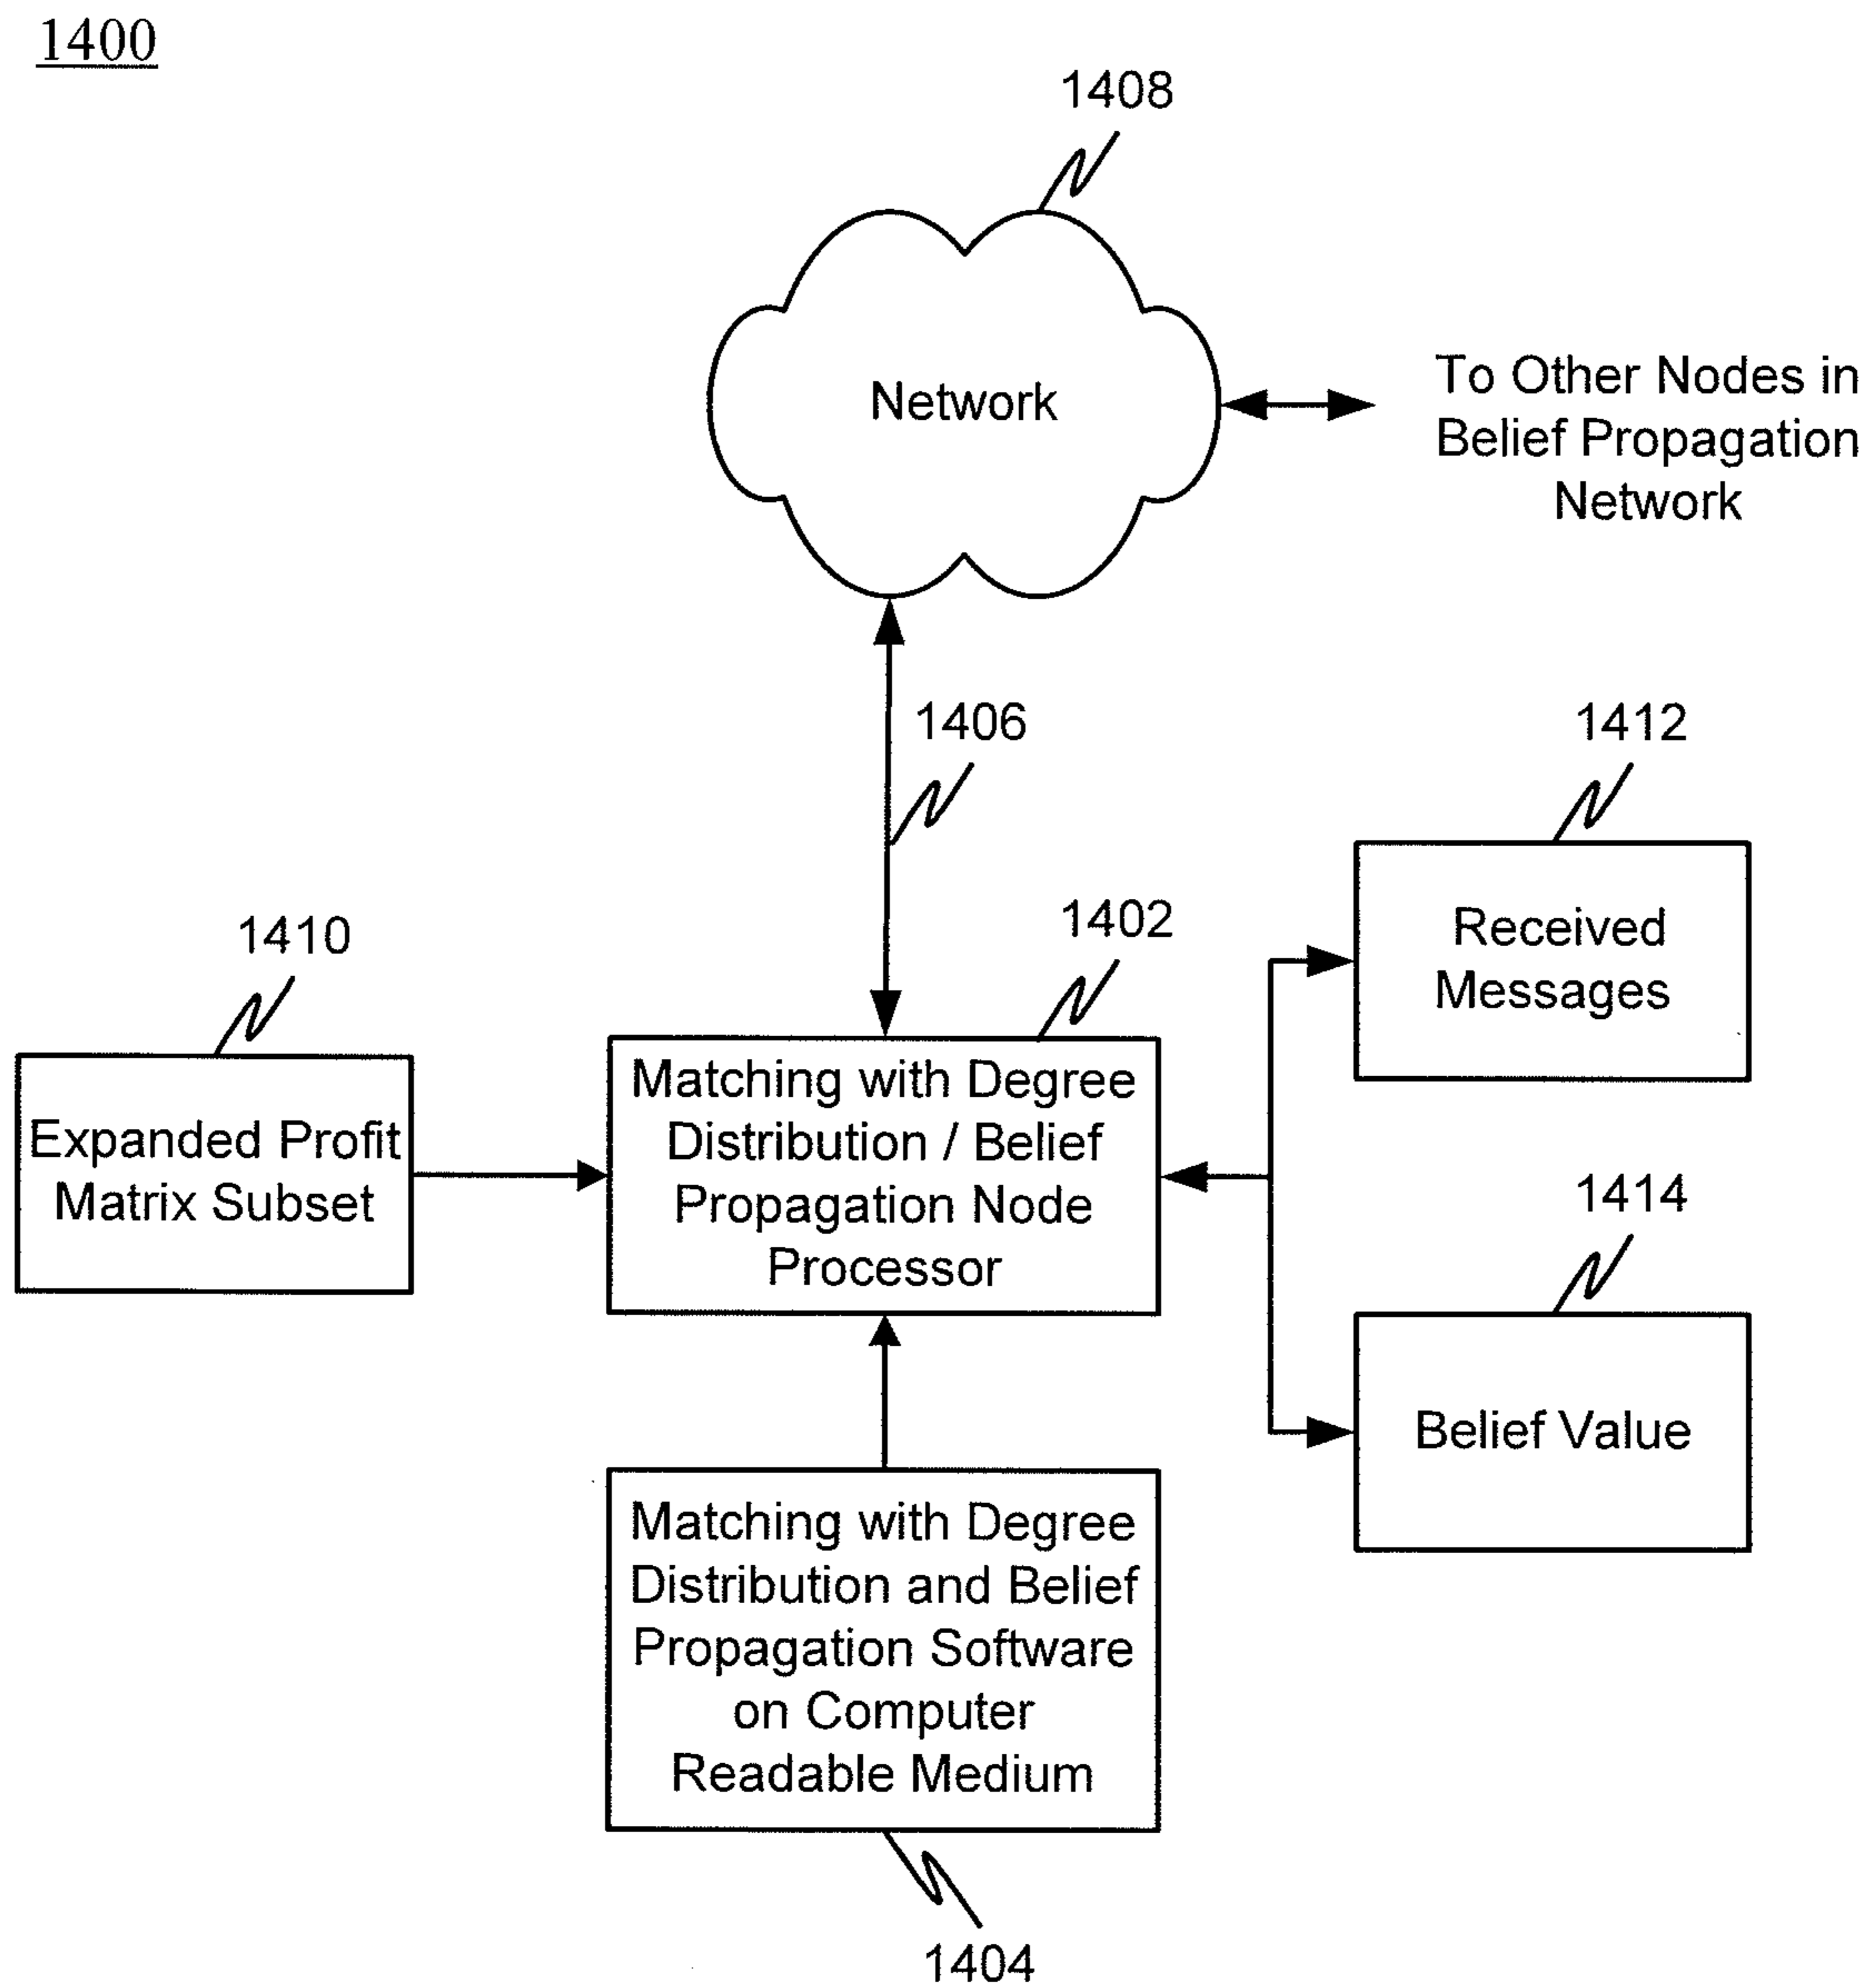 1400
1408
Network
To Other Nodes in
Belief Propagation
Network
1406
1412
Received
Messages
1410
1402
Expanded Profit
Matrix Subset
Matching with Degree
Distribution / Belief
Propagation Node
Processor
1414
Belief Value
Matching with Degree
Distribution and Belief
Propagation Software
on Computer
Readable Medium
1404